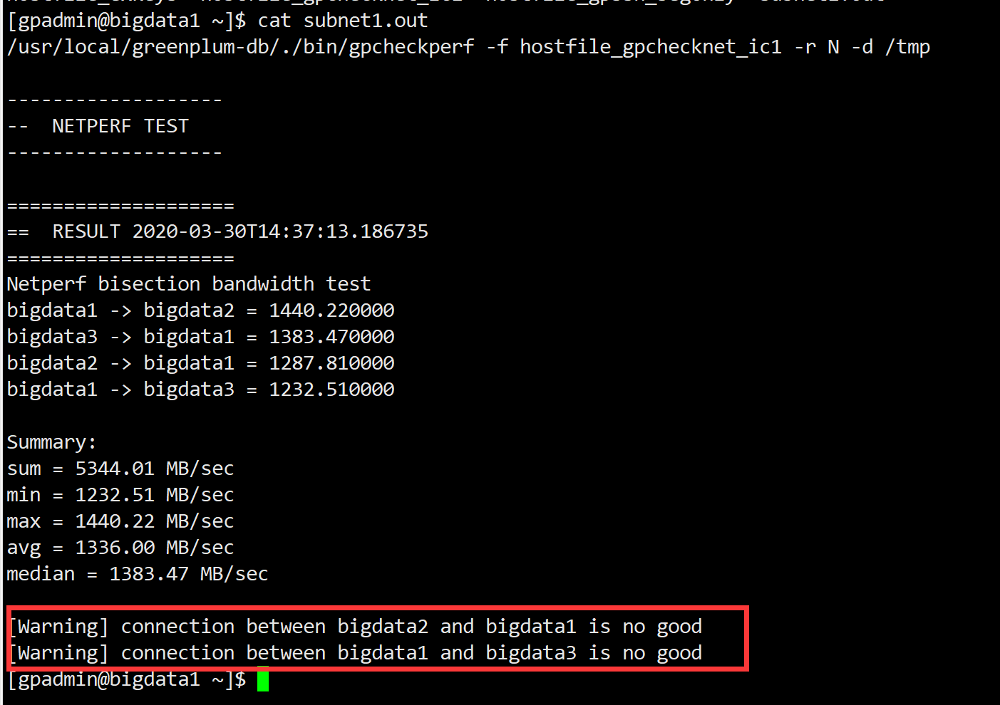 [gpadmin@bigdata1 ~]$ cat subnet1.out
/usr/local/greenplum-db/./bin/gpcheckperf -f hostfile_gpchecknet_ic1 -r N -d /tmp
-------------------
--  NETPERF TEST
-------------------
====================
==  RESULT 2020-03-30T14:37:13.186735
====================
Netperf bisection bandwidth test
bigdata1 -> bigdata2 = 1440.220000
bigdata3 -> bigdata1 = 1383.470000
bigdata2 -> bigdata1 = 1287.810000
bigdata1 -> bigdata3 = 1232.510000
Summary:
sum = 5344.01 MB/sec
min = 1232.51 MB/sec
max = 1440.22 MB/sec
avg = 1336.00 MB/sec
median = 1383.47 MB/sec
[Warning] connection between bigdata2 and bigdata1 is no good
[Warning] connection between bigdata1 and bigdata3 is no good
[gpadmin@bigdata1 ~]$